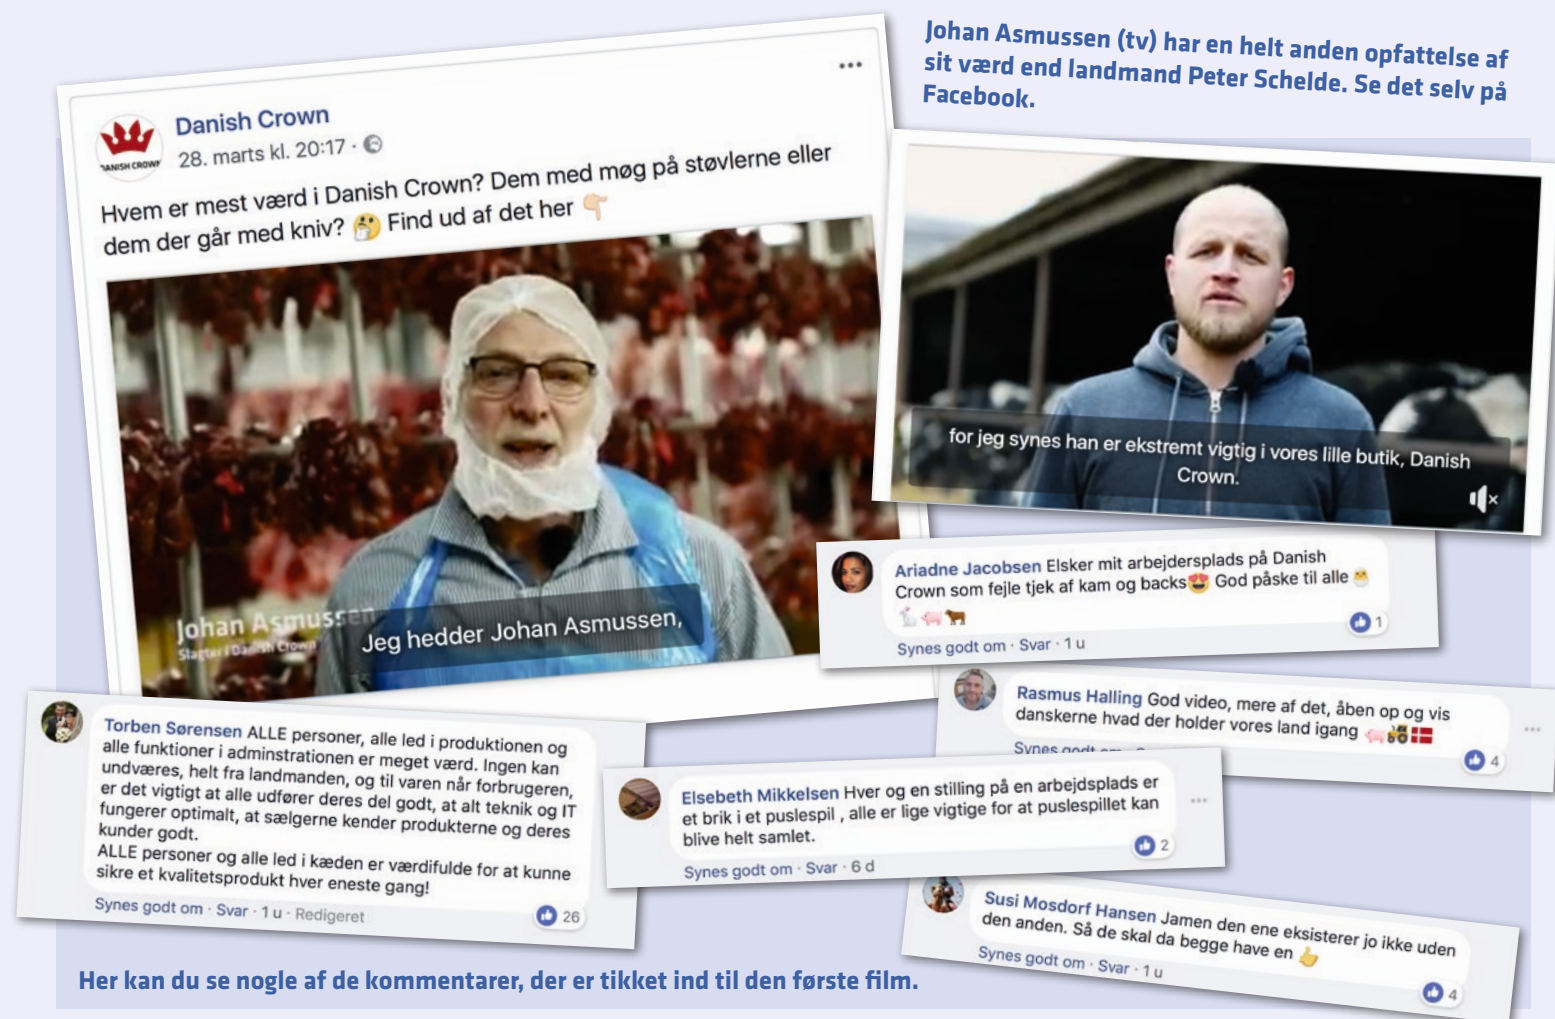 Johan Asmussen (tv) har en helt anden opfattelse af
sit værd end landmand Peter Schelde. Se det selv på
Facebook.
DANISH CROWN
Danish Crown
28. marts kl. 20:17 ·
Hvem er mest værd i Danish Crown? Dem med møg på støvlerne eller
dem der går med kniv? 🤔 Find ud af det her 👇
Johan Asmussen
Slagter i Danish Crown
Jeg hedder Johan Asmussen,
for jeg synes han er ekstremt vigtig i vores lille butik, Danish
Crown.
Ariadne Jacobsen Elsker mit arbejdersplads på Danish
Crown som fejle tjek af kam og backs😍 God påske til alle🐣
🐇🐖🐂
1
Synes godt om · Svar · 1 u
Rasmus Halling God video, mere af det, åben op og vis
danskerne hvad der holder vores land igang 🐖🚜🇩🇰
4
Synes godt om
Torben Sørensen ALLE personer, alle led i produktionen og
alle funktioner i adminstrationen er meget værd. Ingen kan
undværes, helt fra landmanden, og til varen når forbrugeren,
er det vigtigt at alle udfører deres del godt, at alt teknik og IT
fungerer optimalt, at sælgerne kender produkterne og deres
kunder godt.
ALLE personer og alle led i kæden er værdifulde for at kunne
sikre et kvalitetsprodukt hver eneste gang!
Synes godt om · Svar · 1 u · Redigeret
26
Elsebeth Mikkelsen Hver og en stilling på en arbejdsplads er
et brik i et puslespil , alle er lige vigtige for at puslespillet kan
blive helt samlet.
2
Synes godt om · Svar · 6 d
Susi Mosdorf Hansen Jamen den ene eksisterer jo ikke uden
den anden. Så de skal da begge have en 👍
Synes godt om · Svar · 1 u
4
Her kan du se nogle af de kommentarer, der er tikket ind til den første film.